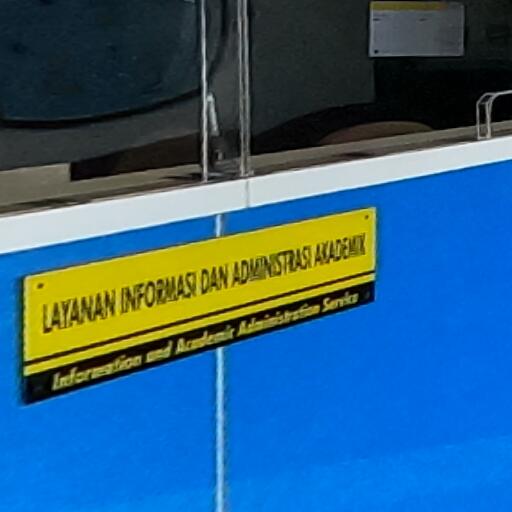 LAYANAN INFORMASI DAN ADMINISTRASI AKADEMIK
Information and Academic Administration Service